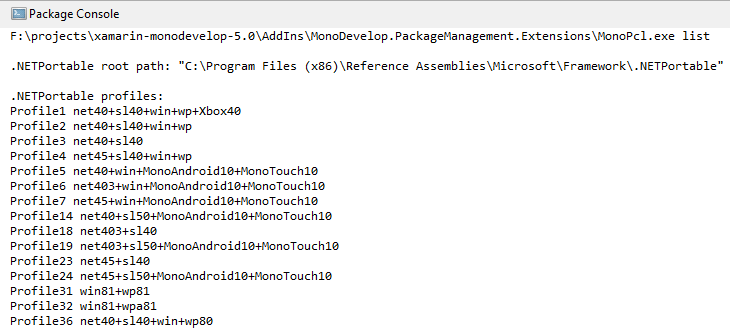 Package Console
F:\projects\xamarin-monodevelop-5.0\AddIns\MonoDevelop.PackageManagement.Extensions\MonoPcl.exe list
.NETPortable root path: "C:\Program Files (x86)\Reference Assemblies\Microsoft\Framework\.NETPortable"
.NETPortable profiles:
Profile1 net40+sl40+win+wp+Xbox40
Profile2 net40+sl40+win+wp
Profile3 net40+sl40
Profile4 net45+sl40+win+wp
Profile5 net40+win+MonoAndroid10+MonoTouch10
Profile6 net403+win+MonoAndroid10+MonoTouch10
Profile7 net45+win+MonoAndroid10+MonoTouch10
Profile14 net40+sl50+MonoAndroid10+MonoTouch10
Profile18 net403+sl40
Profile19 net403+sl50+MonoAndroid10+MonoTouch10
Profile23 net45+sl40
Profile24 net45+sl50+MonoAndroid10+MonoTouch10
Profile31 win81+wp81
Profile32 win81+wpa81
Profile36 net40+sl40+win+wp80